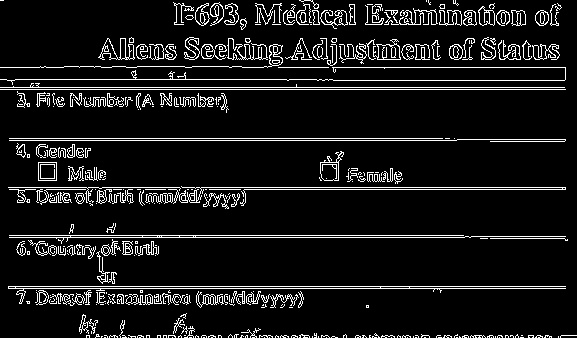 I-693, Medical Examination of
Aliens Seeking Adjustment of Status
3. File Number (A Number)
4. Gender
Male
Female
5. Date of Birth (mm/dd/yyyy)
6. Country of Birth
7. Date of Examination (mm/dd/yyyy)